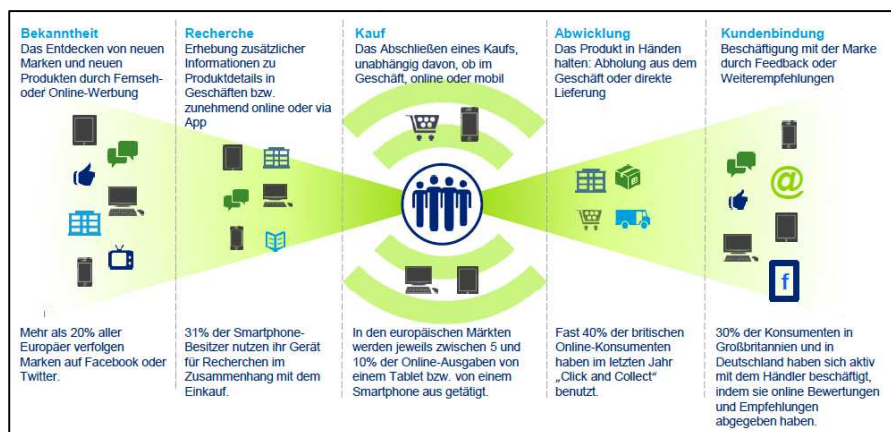 Bekanntheit
Das Entdecken von neuen
Marken und neuen
Produkten durch Fernseh-
oder Online-Werbung
Recherche
Erhebung zusätzlicher
Informationen zu
Produktdetails in
Geschäften bzw.
zunehmend online oder via
App
Kauf
Das Abschließen eines Kaufs,
unabhängig davon, ob im
Geschäft, online oder mobil
Abwicklung
Das Produkt in Händen
halten: Abholung aus dem
Geschäft oder direkte
Lieferung
Kundenbindung
Beschäftigung mit der Marke
durch Feedback oder
Weiterempfehlungen
@
f
Mehr als 20% aller
Europäer verfolgen
Marken auf Facebook oder
Twitter.
31% der Smartphone-
Besitzer nutzen ihr Gerät
für Recherchen im
Zusammenhang mit dem
Einkauf.
In den europäischen Märkten
werden jeweils zwischen 5 und
10% der Online-Ausgaben von
einem Tablet bzw. von einem
Smartphone aus getätigt.
Fast 40% der britischen
Online-Konsumenten
haben im letzten Jahr
„Click and Collect“
benutzt.
30% der Konsumenten in
Großbritannien und in
Deutschland haben sich aktiv
mit dem Händler beschäftigt,
indem sie online Bewertungen
und Empfehlungen
abgegeben haben.